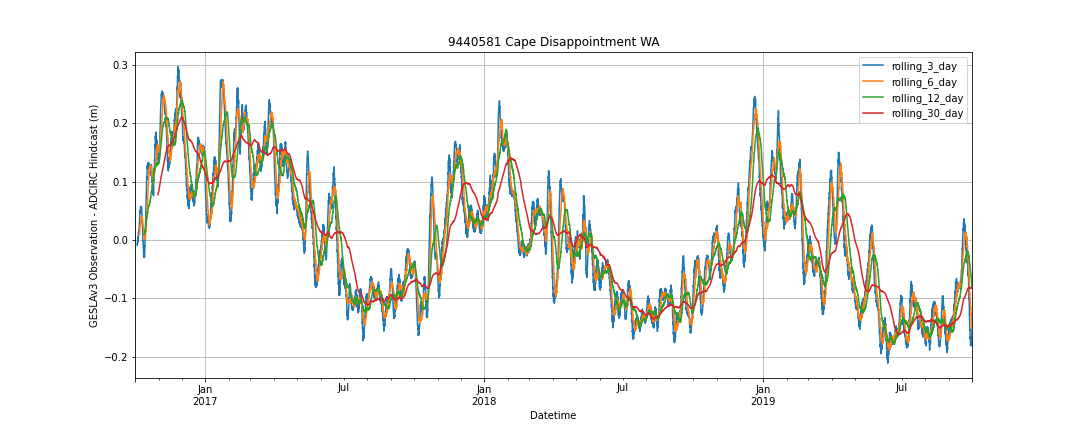 9440581 Cape Disappointment WA
GESLAv3 Observation - ADCIRC Hindcast (m)
0.3
0.2
0.1
0.0
−0.1
−0.2
rolling_3_day
rolling_6_day
rolling_12_day
rolling_30_day
Jan
2017
Jul
Jan
2018
Jul
Jan
2019
Jul
Datetime